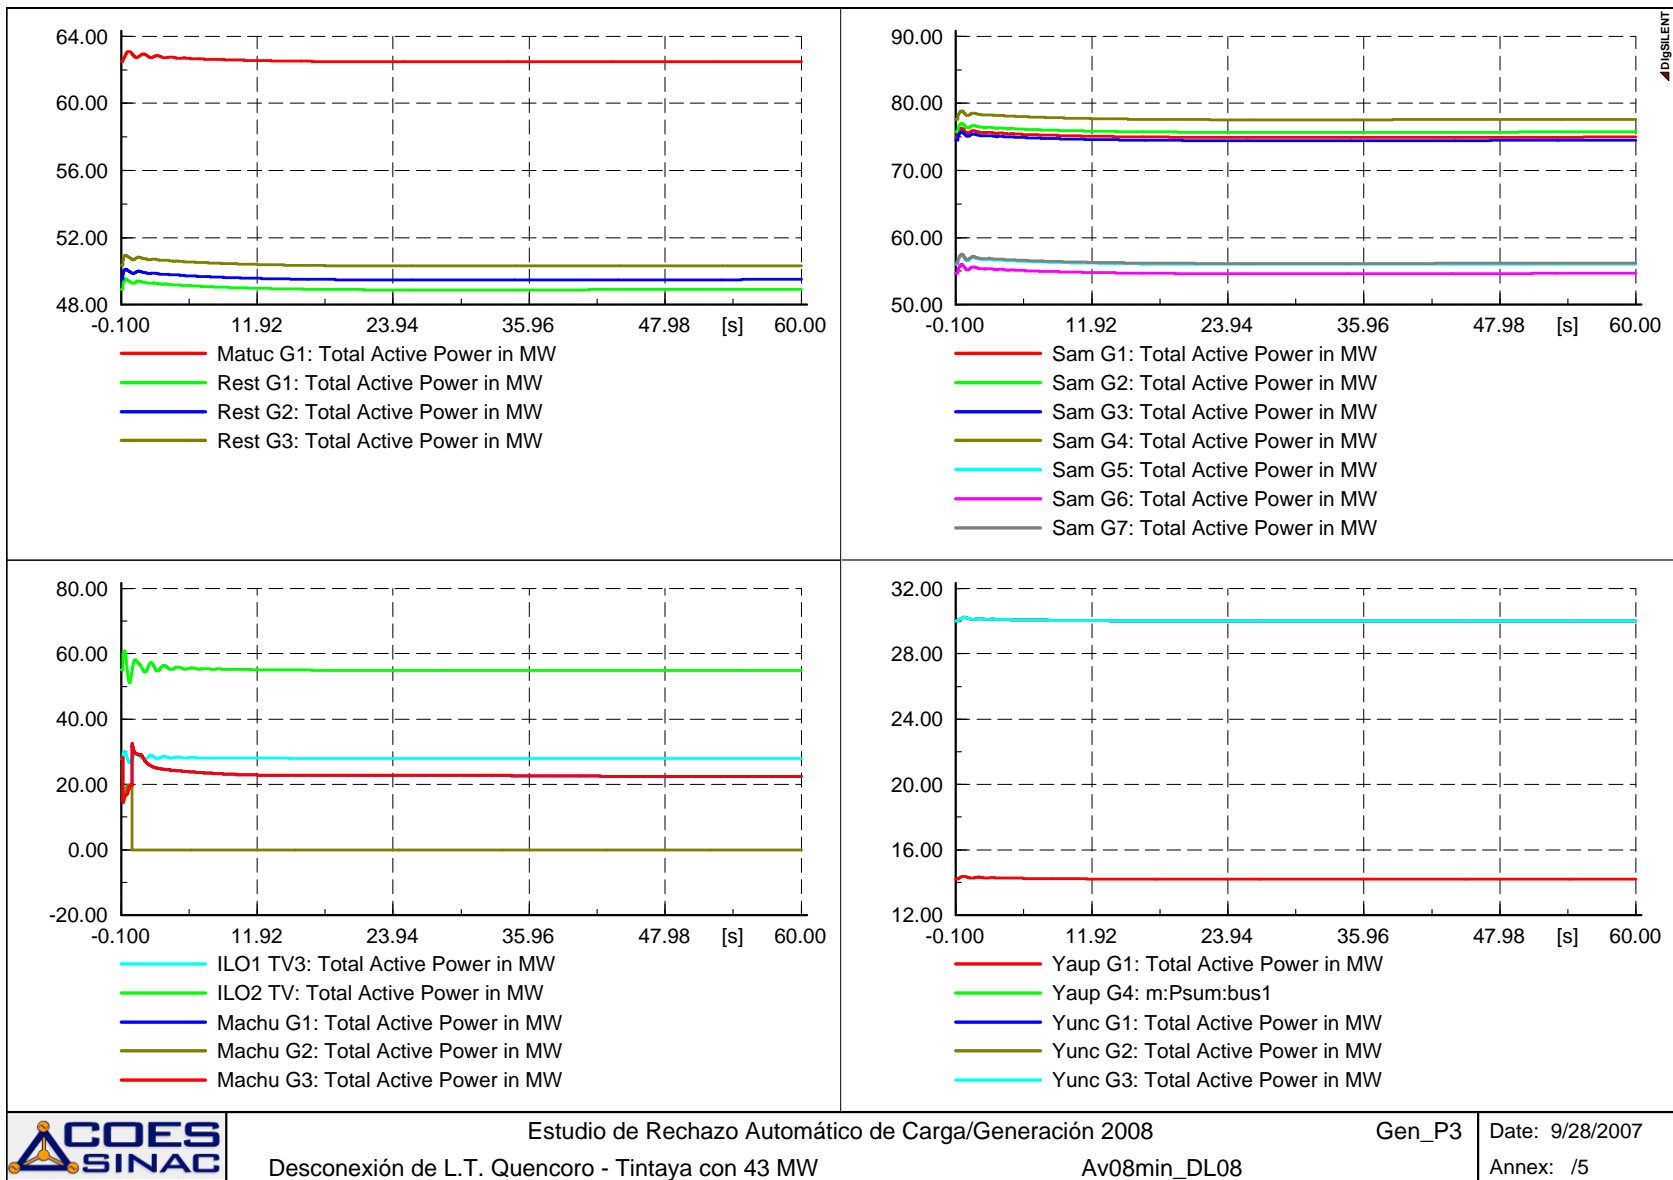 64.00
60.00
56.00
52.00
48.00
-0.100 11.92 23.94 35.96 47.98 [s] 60.00
Matuc G1: Total Active Power in MW
Rest G1: Total Active Power in MW
Rest G2: Total Active Power in MW
Rest G3: Total Active Power in MW
90.00
80.00
70.00
60.00
50.00
-0.100 11.92 23.94 35.96 47.98 [s] 60.00
Sam G1: Total Active Power in MW
Sam G2: Total Active Power in MW
Sam G3: Total Active Power in MW
Sam G4: Total Active Power in MW
Sam G5: Total Active Power in MW
Sam G6: Total Active Power in MW
Sam G7: Total Active Power in MW
DIgSILENT
80.00
60.00
40.00
20.00
0.00
-20.00
-0.100 11.92 23.94 35.96 47.98 [s] 60.00
ILO1 TV3: Total Active Power in MW
ILO2 TV: Total Active Power in MW
Machu G1: Total Active Power in MW
Machu G2: Total Active Power in MW
Machu G3: Total Active Power in MW
32.00
28.00
24.00
20.00
16.00
12.00
-0.100 11.92 23.94 35.96 47.98 [s] 60.00
Yaup G1: Total Active Power in MW
Yaup G4: m:Psum:bus1
Yunc G1: Total Active Power in MW
Yunc G2: Total Active Power in MW
Yunc G3: Total Active Power in MW
COES
SINAC
Estudio de Rechazo Automático de Carga/Generación 2008 Gen_P3
Desconexión de L.T. Quencoro - Tintaya con 43 MW Av08min_DL08
Date: 9/28/2007
Annex: /5